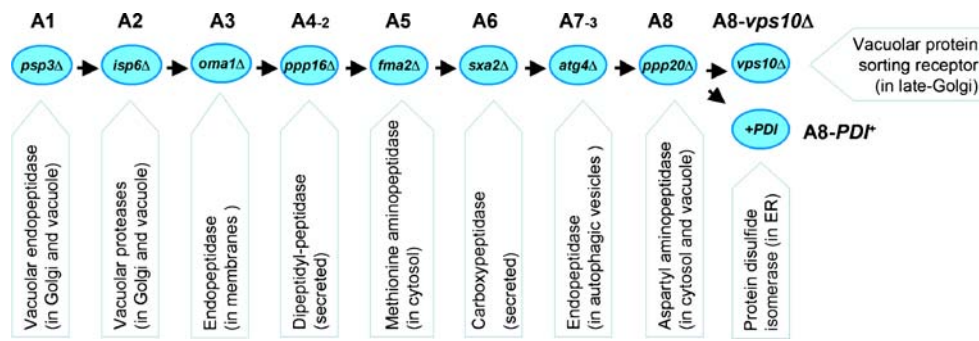 A1 A2 A3 A4-2 A5 A6 A7-3 A8 A8-vps10Δ
psp3Δ isp6Δ oma1Δ ppp16Δ fma2Δ sxa2Δ atg4Δ ppp20Δ vps10Δ
Vacuolar protein
sorting receptor
(in late-Golgi)
+PDI A8-PDI⁺
Vacuolar endopeptidase
(in Golgi and vacuole)
Vacuolar proteases
(in Golgi and vacuole)
Endopeptidase
(in membranes )
Dipeptidyl-peptidase
(secreted)
Methionine aminopeptidase
(in cytosol)
Carboxypeptidase
(secreted)
Endopeptidase
(in autophagic vesicles )
Aspartyl aminopeptidase
(in cytosol and vacuole)
Protein disulfide
isomerase (in ER)